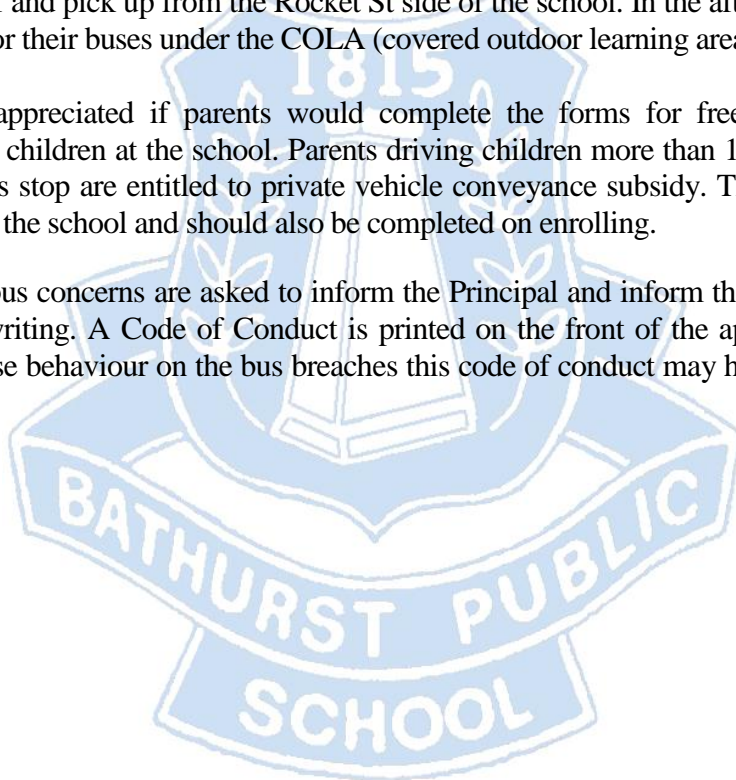 and pick up from the Rocket St side of the school. In the aft
or their buses under the COLA (covered outdoor learning area
1815
appreciated if parents would complete the forms for free
children at the school. Parents driving children more than 1
s stop are entitled to private vehicle conveyance subsidy. T
the school and should also be completed on enrolling.
ous concerns are asked to inform the Principal and inform th
writing. A Code of Conduct is printed on the front of the ap
se behaviour on the bus breaches this code of conduct may h
BATHURST PUBLIC
SCHOOL